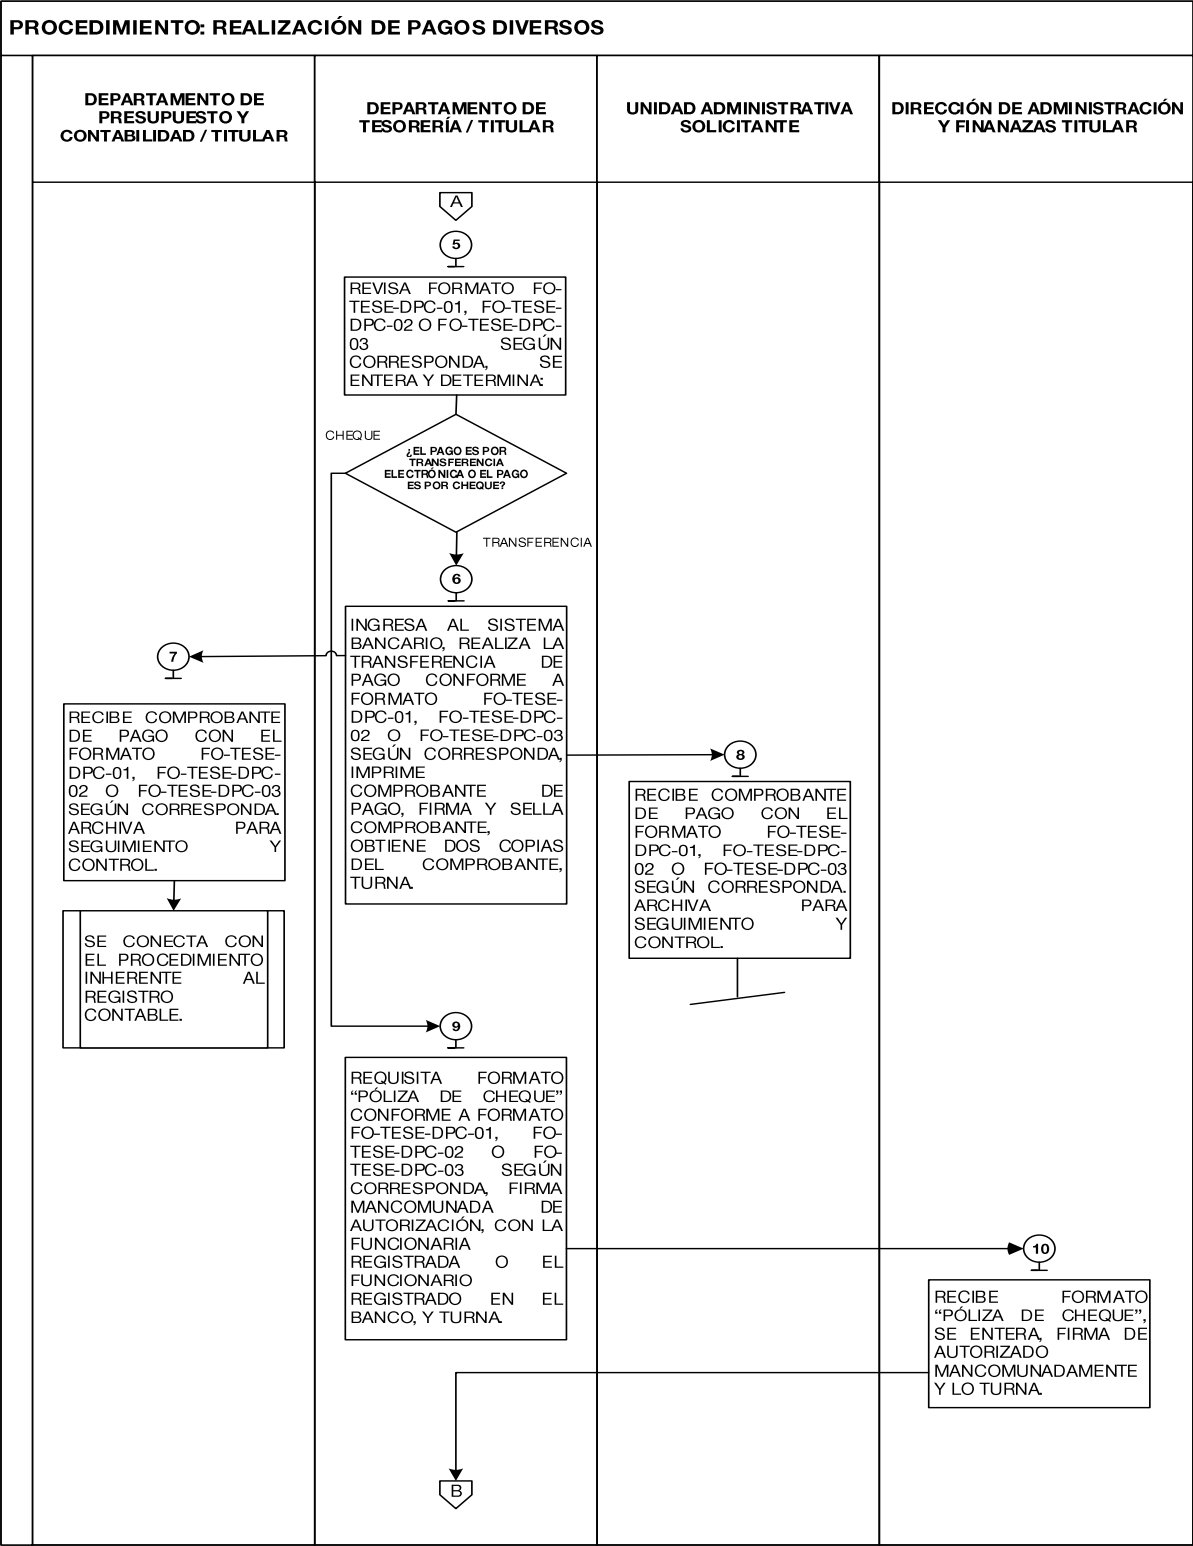 PROCEDIMIENTO: REALIZACIÓN DE PAGOS DIVERSOS
DEPARTAMENTO DE
PRESUPUESTO Y
CONTABILIDAD / TITULAR
DEPARTAMENTO DE
TESORERÍA / TITULAR
UNIDAD ADMINISTRATIVA
SOLICITANTE
DIRECCIÓN DE ADMINISTRACIÓN
Y FINANAZAS TITULAR
A
5
REVISA FORMATO FO-
TESE-DPC-01, FO-TESE-
DPC-02 O FO-TESE-DPC-
03 SEGÚN
CORRESPONDA, SE
ENTERA Y DETERMINA:
CHEQUE
¿EL PAGO ES POR
TRANSFERENCIA
ELECTRÓNICA O EL PAGO
ES POR CHEQUE?
TRANSFERENCIA
6
INGRESA AL SISTEMA
BANCARIO, REALIZA LA
TRANSFERENCIA DE
PAGO CONFORME A
FORMATO FO-TESE-
DPC-01, FO-TESE-DPC-
02 O FO-TESE-DPC-03
SEGÚN CORRESPONDA,
IMPRIME
COMPROBANTE DE
PAGO, FIRMA Y SELLA
COMPROBANTE,
OBTIENE DOS COPIAS
DEL COMPROBANTE,
TURNA.
7
RECIBE COMPROBANTE
DE PAGO CON EL
FORMATO FO-TESE-
DPC-01, FO-TESE-DPC-
02 O FO-TESE-DPC-03
SEGÚN CORRESPONDA.
ARCHIVA PARA
SEGUIMIENTO Y
CONTROL.
SE CONECTA CON
EL PROCEDIMIENTO
INHERENTE AL
REGISTRO
CONTABLE.
8
RECIBE COMPROBANTE
DE PAGO CON EL
FORMATO FO-TESE-
DPC-01, FO-TESE-DPC-
02 O FO-TESE-DPC-03
SEGÚN CORRESPONDA.
ARCHIVA PARA
SEGUIMIENTO Y
CONTROL.
9
REQUISITA FORMATO
“PÓLIZA DE CHEQUE”
CONFORME A FORMATO
FO-TESE-DPC-01, FO-
TESE-DPC-02 O FO-
TESE-DPC-03 SEGÚN
CORRESPONDA, FIRMA
MANCOMUNADA DE
AUTORIZACIÓN, CON LA
FUNCIONARIA
REGISTRADA O EL
FUNCIONARIO
REGISTRADO EN EL
BANCO, Y TURNA.
10
RECIBE FORMATO
“PÓLIZA DE CHEQUE”,
SE ENTERA, FIRMA DE
AUTORIZADO
MANCOMUNADAMENTE
Y LO TURNA.
B